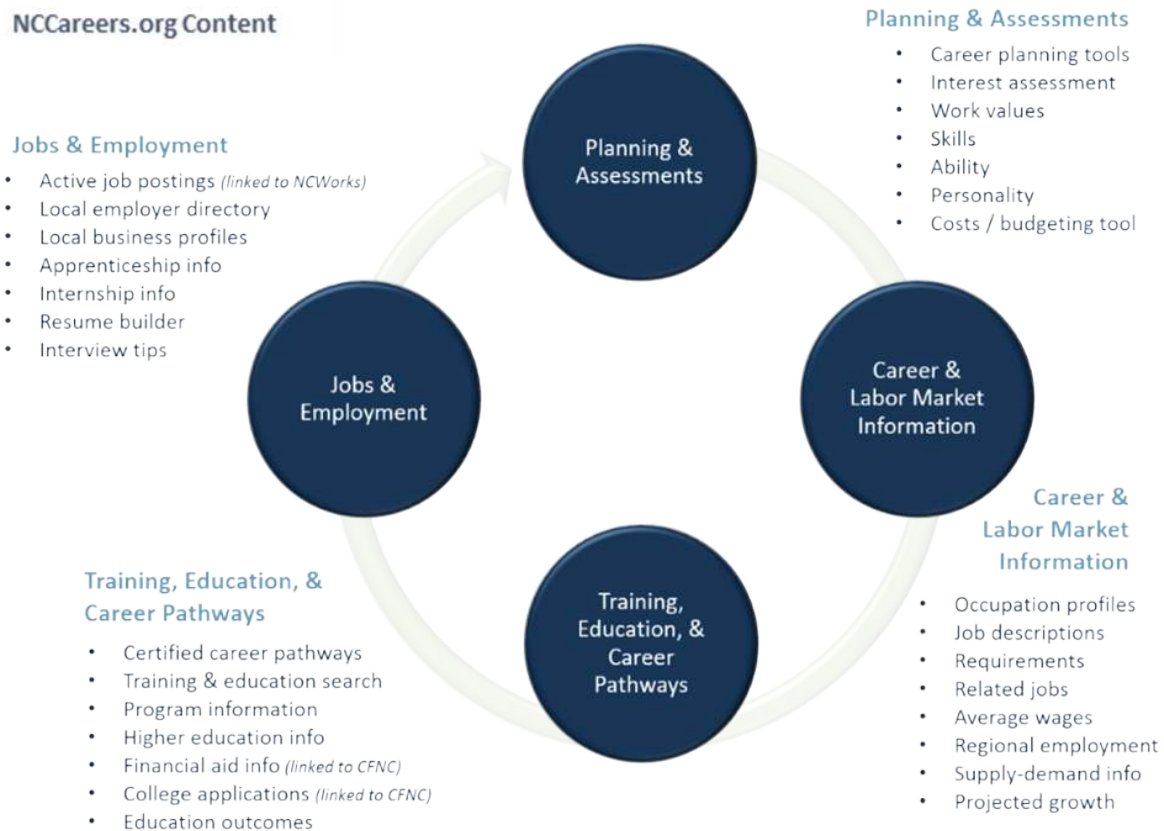 NCCareers.org Content
Planning & Assessments
• Career planning tools
• Interest assessment
• Work values
• Skills
• Ability
• Personality
• Costs / budgeting tool
Jobs & Employment
• Active job postings (linked to NCWorks)
• Local employer directory
• Local business profiles
• Apprenticeship info
• Internship info
• Resume builder
• Interview tips
Planning &
Assessments
Career &
Labor Market
Information
Training,
Education, &
Career
Pathways
Jobs &
Employment
Career &
Labor Market
Information
• Occupation profiles
• Job descriptions
• Requirements
• Related jobs
• Average wages
• Regional employment
• Supply-demand info
• Projected growth
Training, Education, &
Career Pathways
• Certified career pathways
• Training & education search
• Program information
• Higher education info
• Financial aid info (linked to CFNC)
• College applications (linked to CFNC)
• Education outcomes